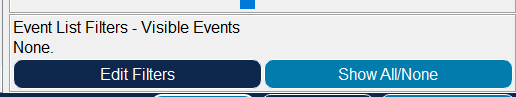 Event List Filters - Visible Events
None.
Edit Filters
Show All/None